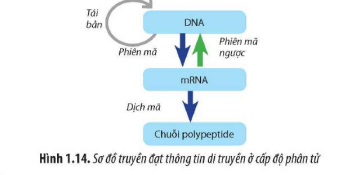 Tái
bản
DNA
Phiên mã
Phiên mã
ngược
mRNA
Dịch mã
Chuỗi polypeptide
Hình 1.14. Sơ đồ truyền đạt thông tin di truyền ở cấp độ phân tử